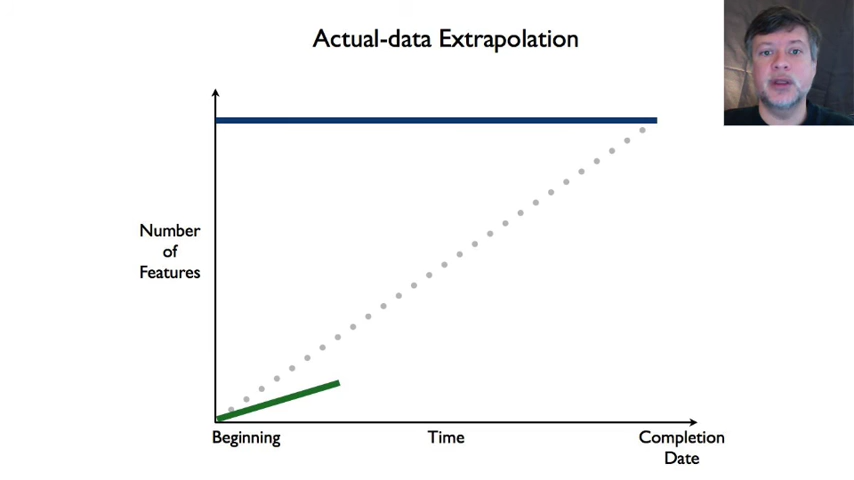 Actual-data Extrapolation
Number
of
Features
Beginning
Time
Completion
Date